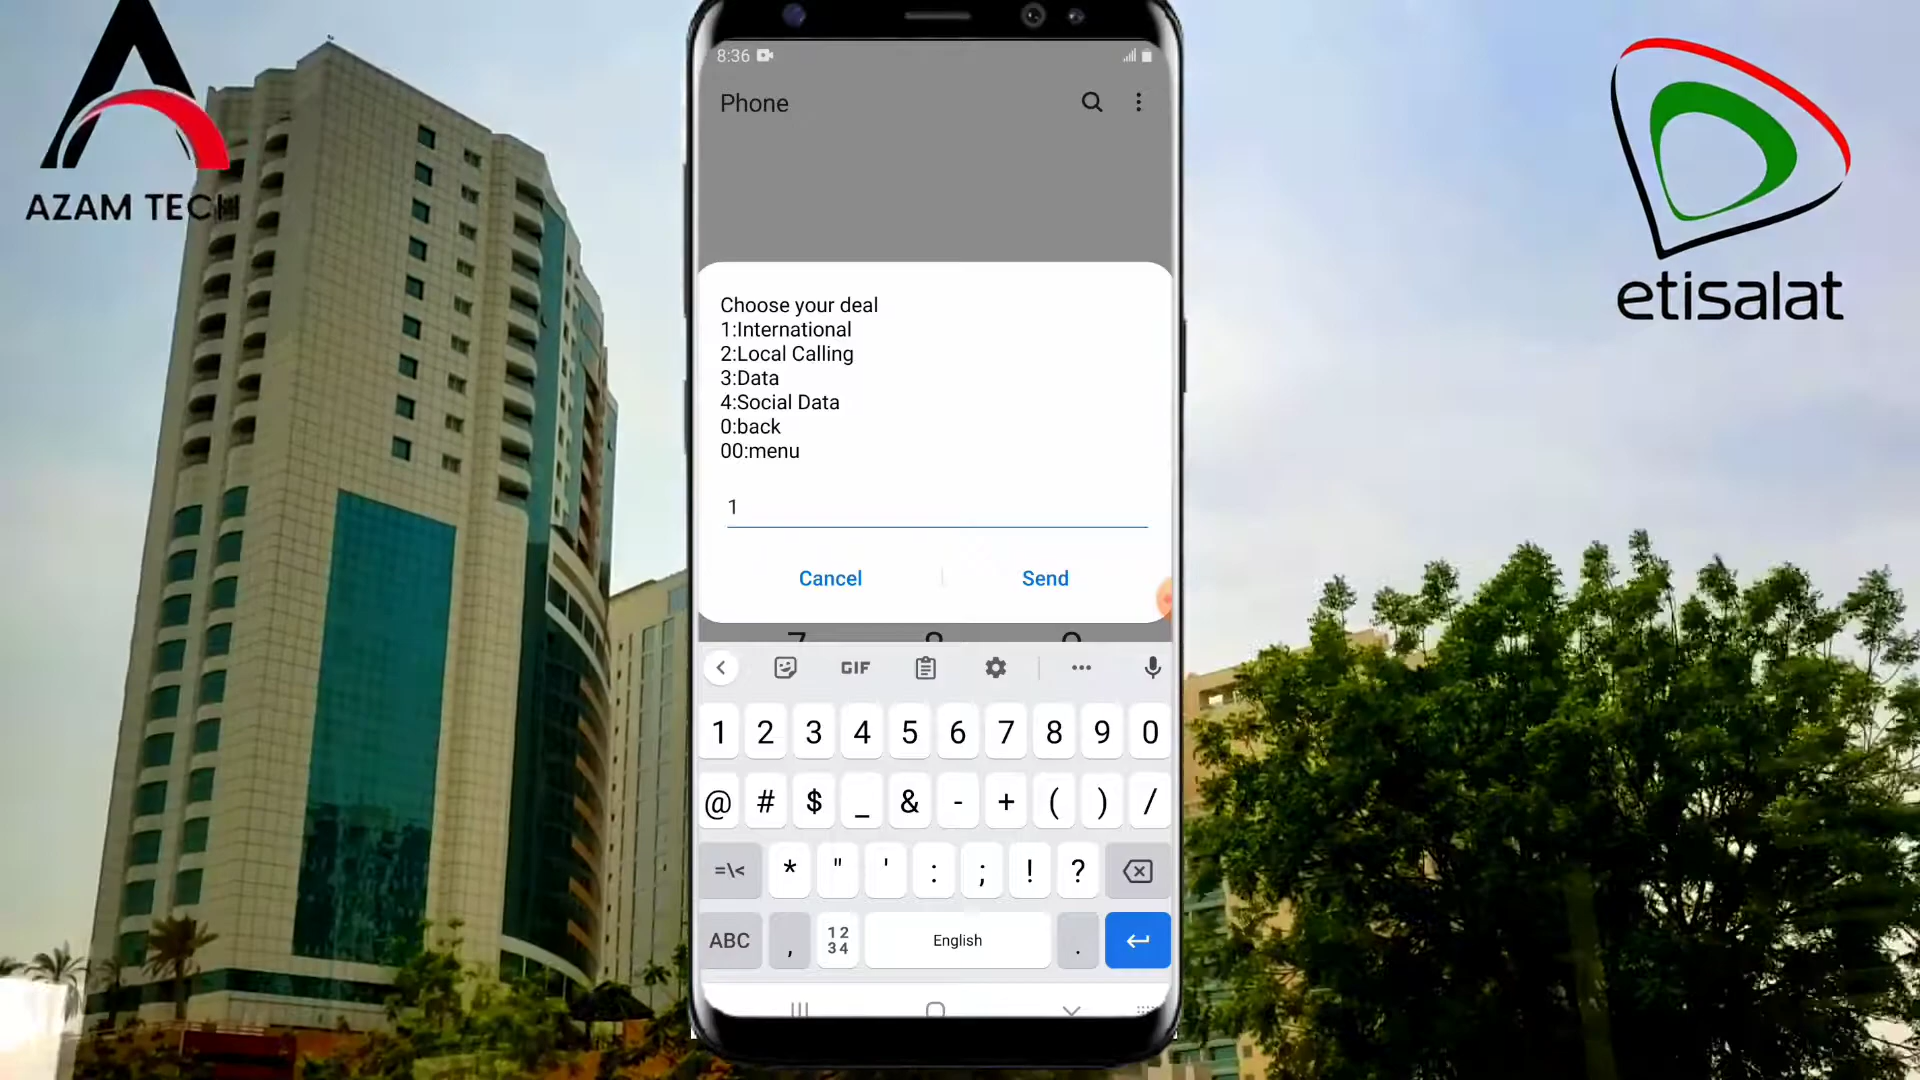 AZAM TECH
etisalat
8:36
Phone
Choose your deal
1:International
2:Local Calling
3:Data
4:Social Data
0:back
00:menu
1
Cancel
Send
GIF
1 2 3 4 5 6 7 8 9 0
@ # $ _ & - + ( ) /
=\< * " ' : ; ! ?
ABC , 12 34 English .